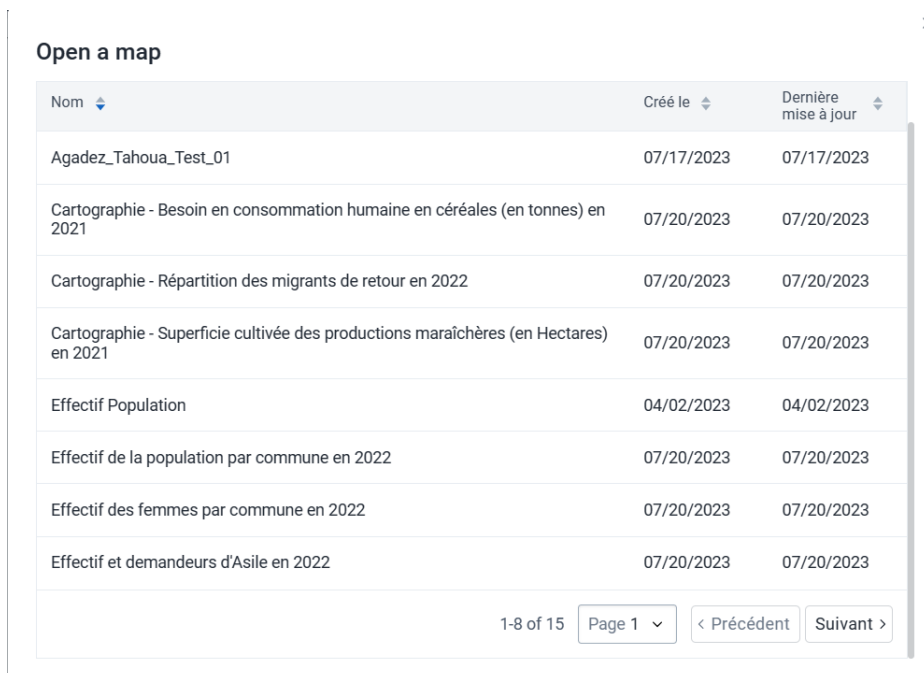 Open a map
Nom
Créé le
Dernière
mise à jour
Agadez_Tahoua_Test_01
07/17/2023
07/17/2023
Cartographie - Besoin en consommation humaine en céréales (en tonnes) en
2021
07/20/2023
07/20/2023
Cartographie - Répartition des migrants de retour en 2022
07/20/2023
07/20/2023
Cartographie - Superficie cultivée des productions maraîchères (en Hectares)
en 2021
07/20/2023
07/20/2023
Effectif Population
04/02/2023
04/02/2023
Effectif de la population par commune en 2022
07/20/2023
07/20/2023
Effectif des femmes par commune en 2022
07/20/2023
07/20/2023
Effectif et demandeurs d'Asile en 2022
07/20/2023
07/20/2023
1-8 of 15
Page 1
< Précédent
Suivant >